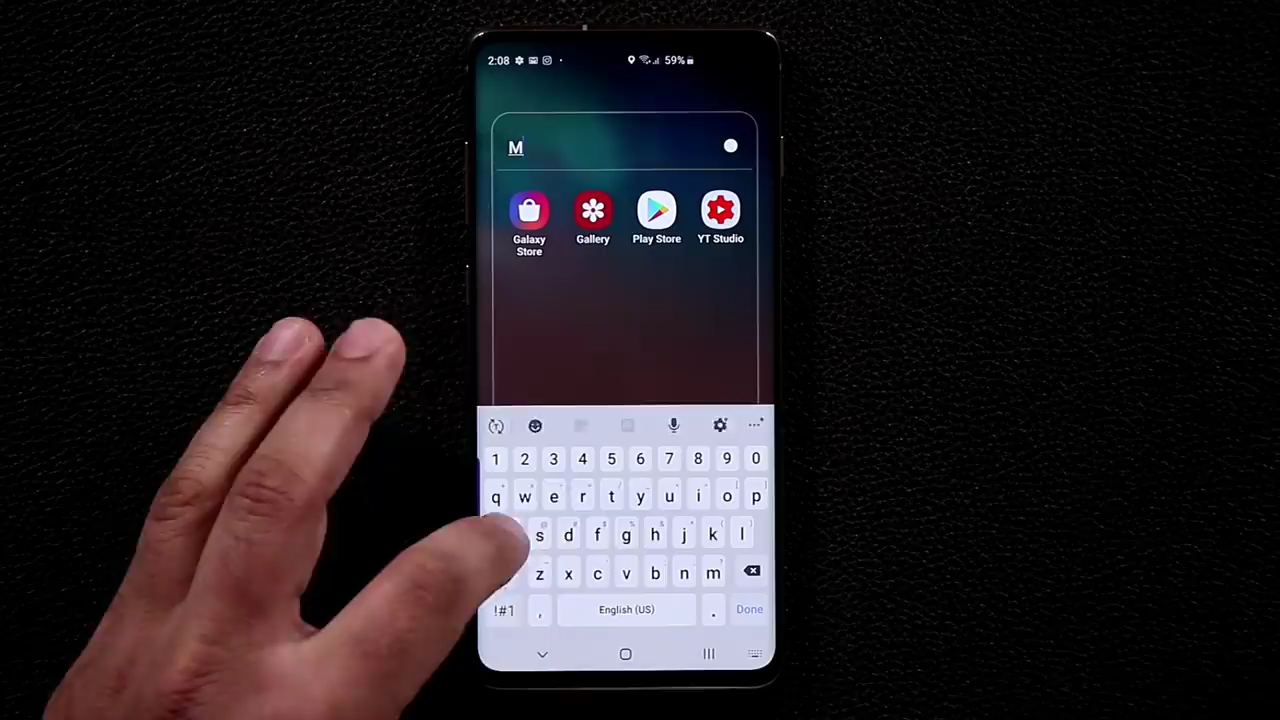 2:08 59%
M
Galaxy Store Gallery Play Store YT Studio
1 2 3 4 5 6 7 8 9 0
q w e r t y u i o p
s d f g h j k l
z x c v b n m
!#1 , English (US) . Done